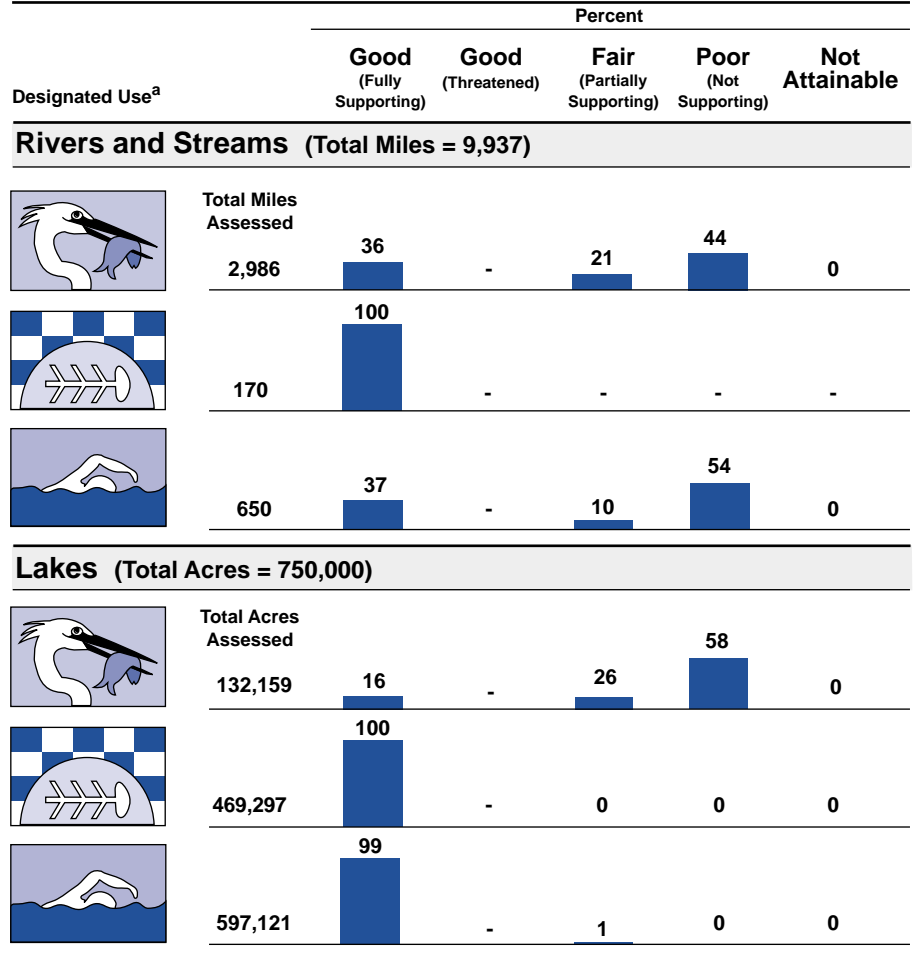 Percent
Designated Useᵃ
Good (Fully Supporting)
Good (Threatened)
Fair (Partially Supporting)
Poor (Not Supporting)
Not Attainable
Rivers and Streams (Total Miles = 9,937)
Total Miles Assessed
2,986 36 - 21 44 0
170 100 - - - -
650 37 - 10 54 0
Lakes (Total Acres = 750,000)
Total Acres Assessed
132,159 16 - 26 58 0
469,297 100 - 0 0 0
597,121 99 - 1 0 0